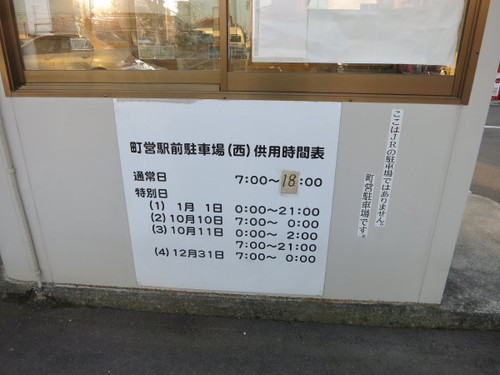 町営駅前駐車場(西)供用時間表
通常日 7:00～18:00
特別日
(1) 1月 1日 0:00～21:00
(2)10月10日 7:00～ 0:00
(3)10月11日 0:00～ 2:00
7:00～21:00
(4)12月31日 7:00～ 0:00
ここはJRの駐車場ではありません。
町営駐車場です。